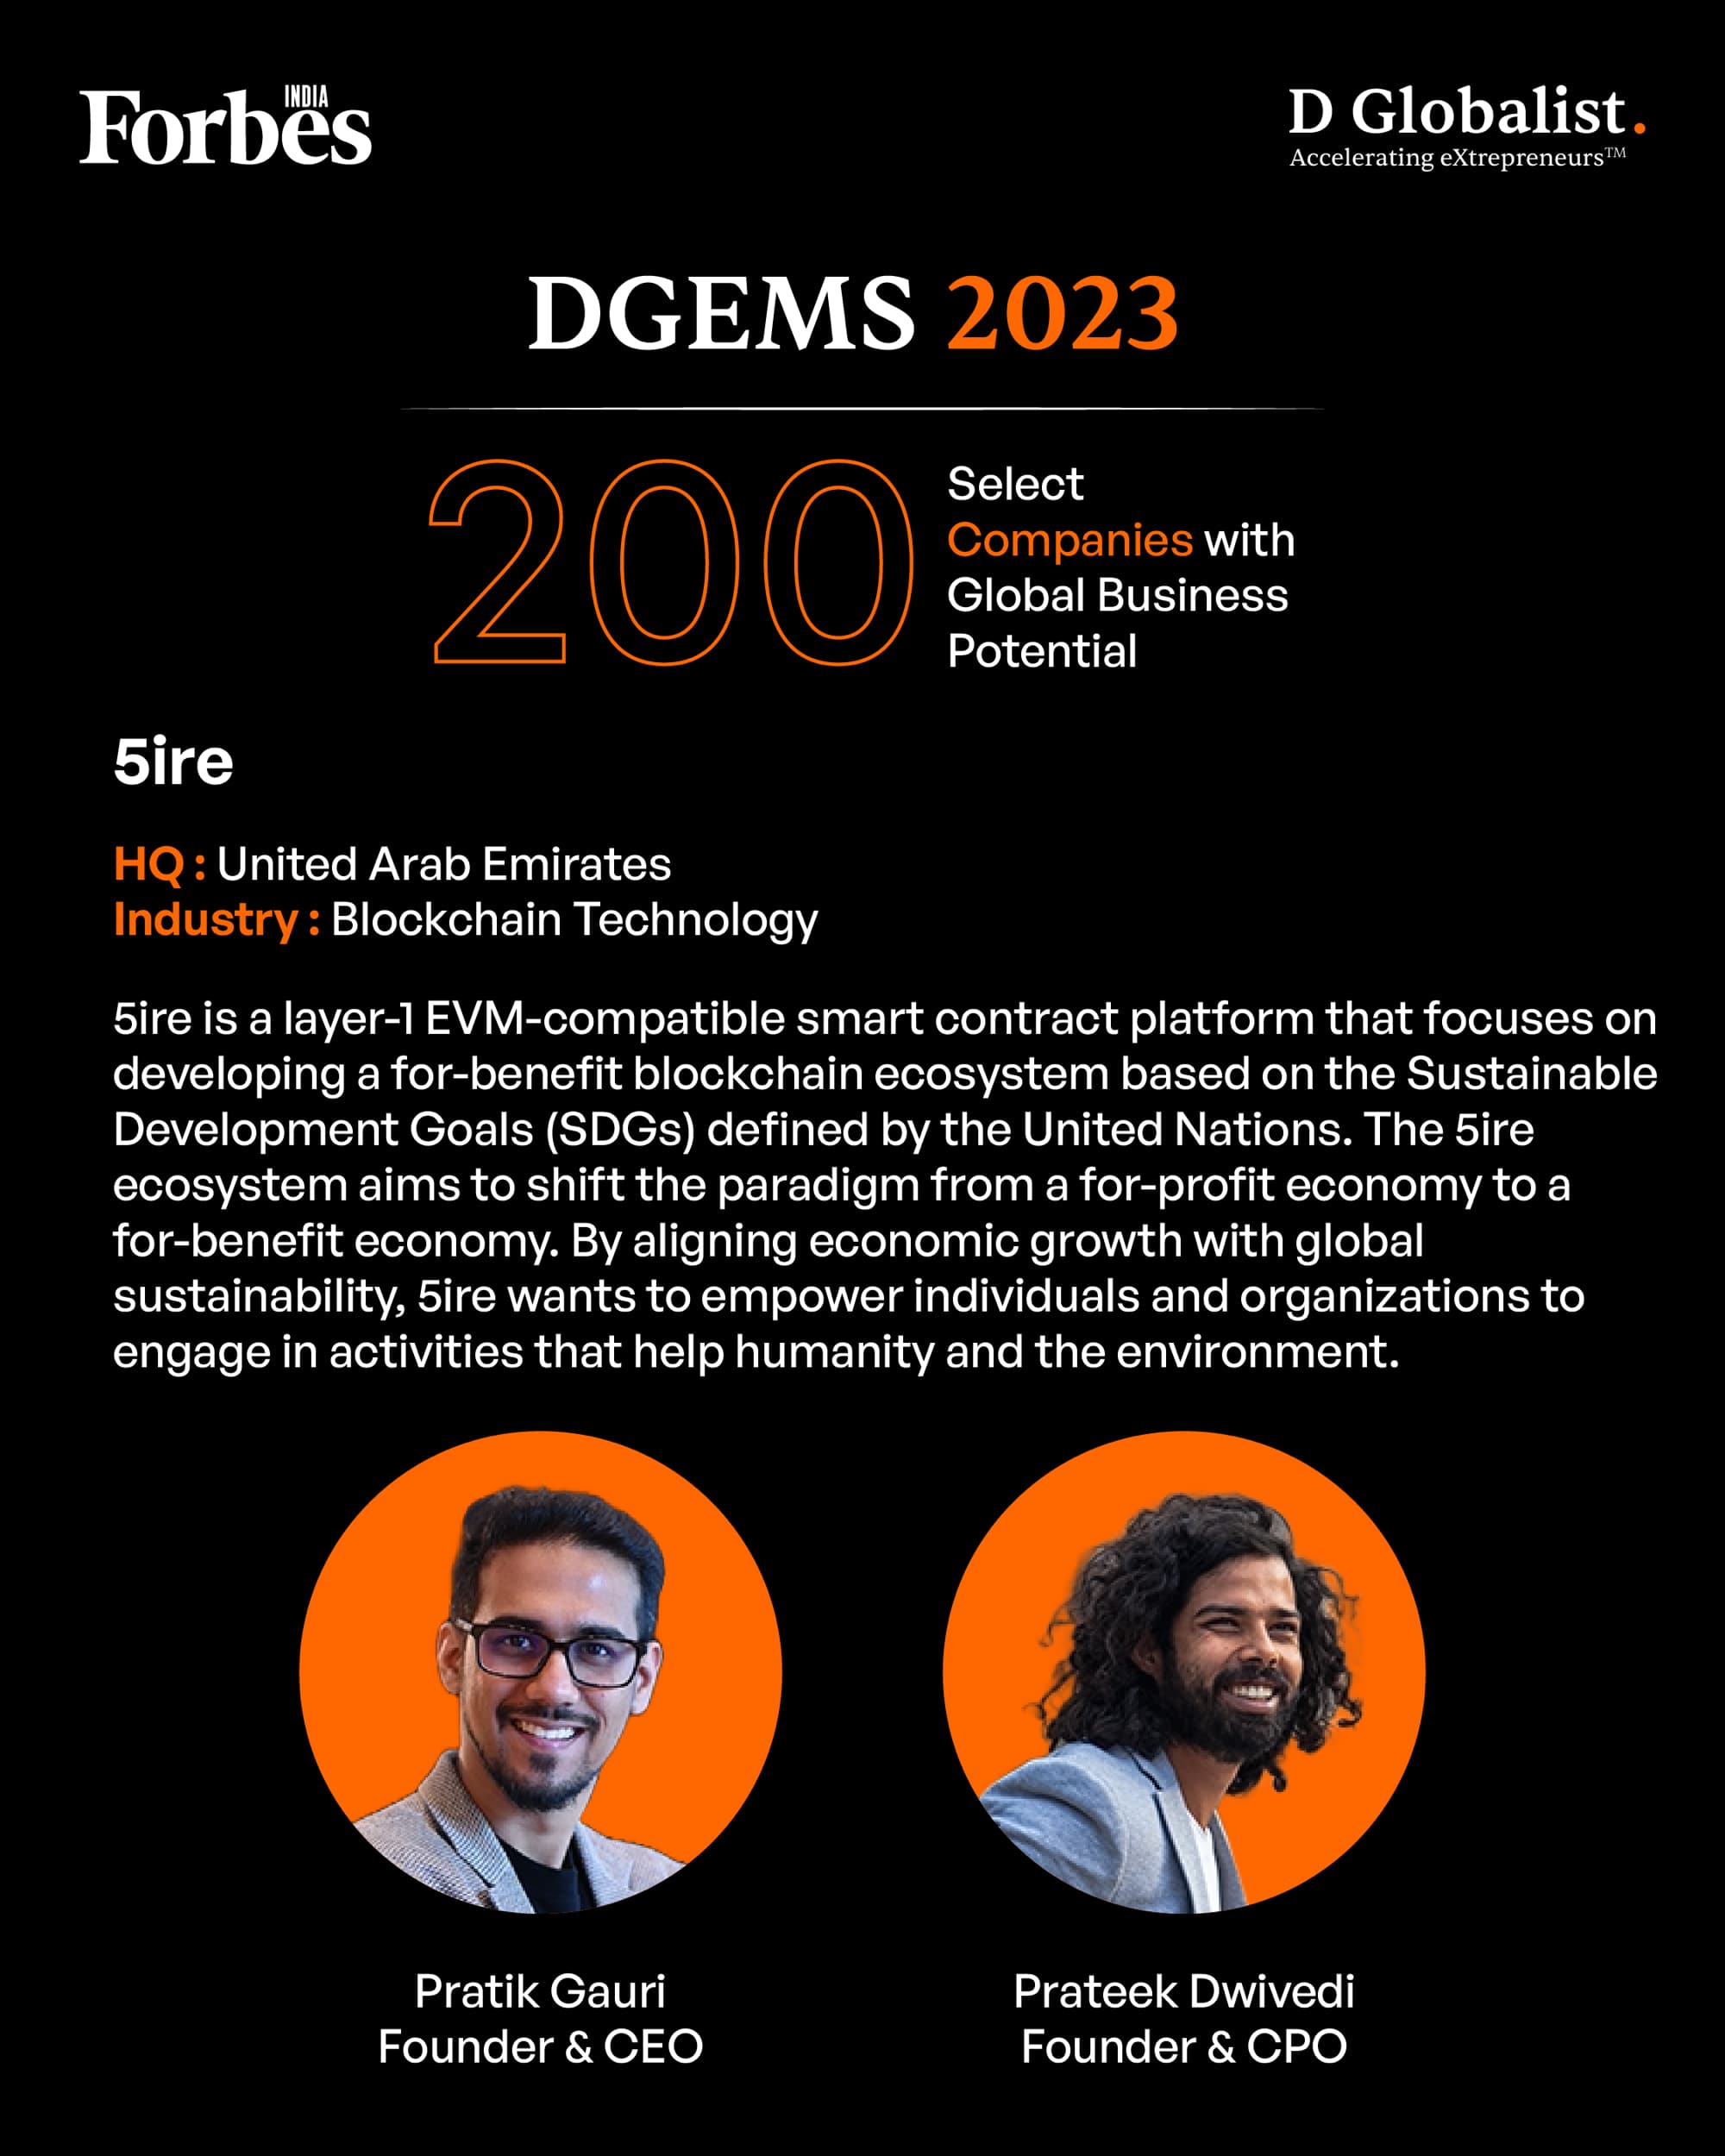 Forbes INDIA
D Globalist.
Accelerating eXtrepreneurs™
DGEMS 2023
200
Select
Companies with
Global Business
Potential
5ire
HQ : United Arab Emirates
Industry : Blockchain Technology
5ire is a layer-1 EVM-compatible smart contract platform that focuses on
developing a for-benefit blockchain ecosystem based on the Sustainable
Development Goals (SDGs) defined by the United Nations. The 5ire
ecosystem aims to shift the paradigm from a for-profit economy to a
for-benefit economy. By aligning economic growth with global
sustainability, 5ire wants to empower individuals and organizations to
engage in activities that help humanity and the environment.
Pratik Gauri
Founder & CEO
Prateek Dwivedi
Founder & CPO